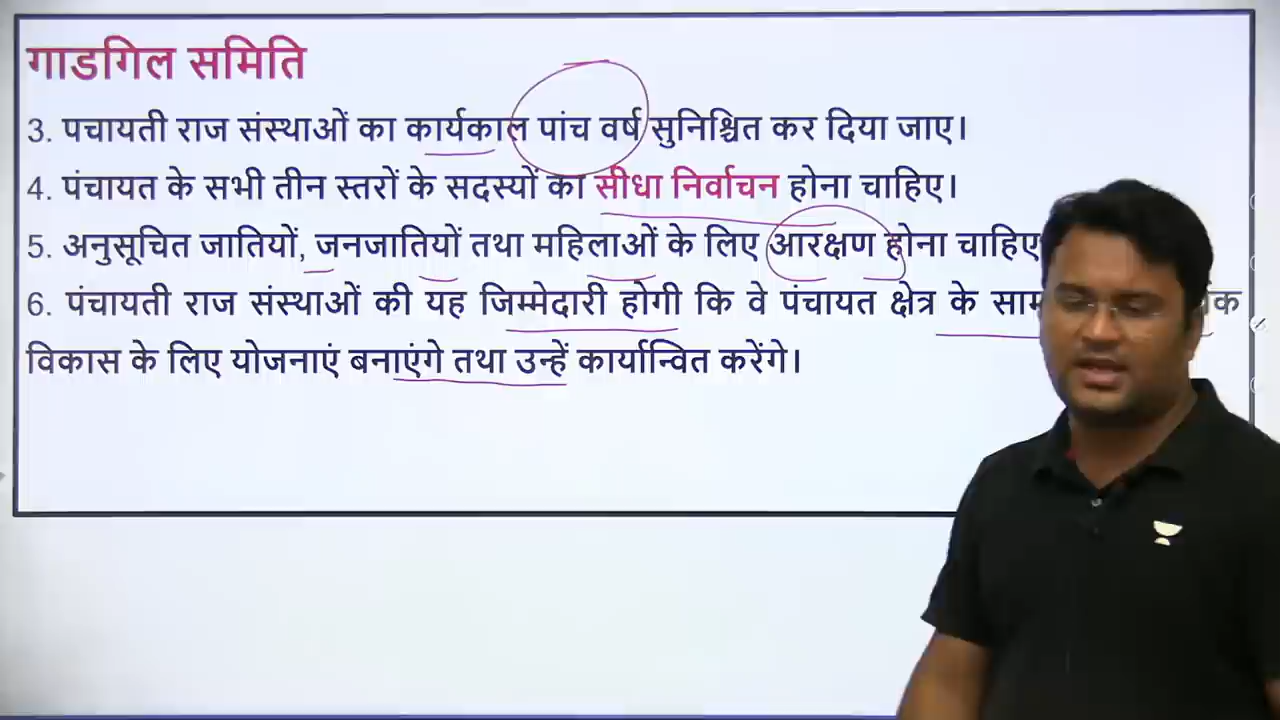 गाडगिल समिति
3. पचायती राज संस्थाओं का कार्यकाल पांच वर्ष सुनिश्चित कर दिया जाए।
4. पंचायत के सभी तीन स्तरों के सदस्यों का सीधा निर्वाचन होना चाहिए।
5. अनुसूचित जातियों, जनजातियों तथा महिलाओं के लिए आरक्षण होना चाहिए
6. पंचायती राज संस्थाओं की यह जिम्मेदारी होगी कि वे पंचायत क्षेत्र के
विकास के लिए योजनाएं बनाएंगे तथा उन्हें कार्यान्वित करेंगे।